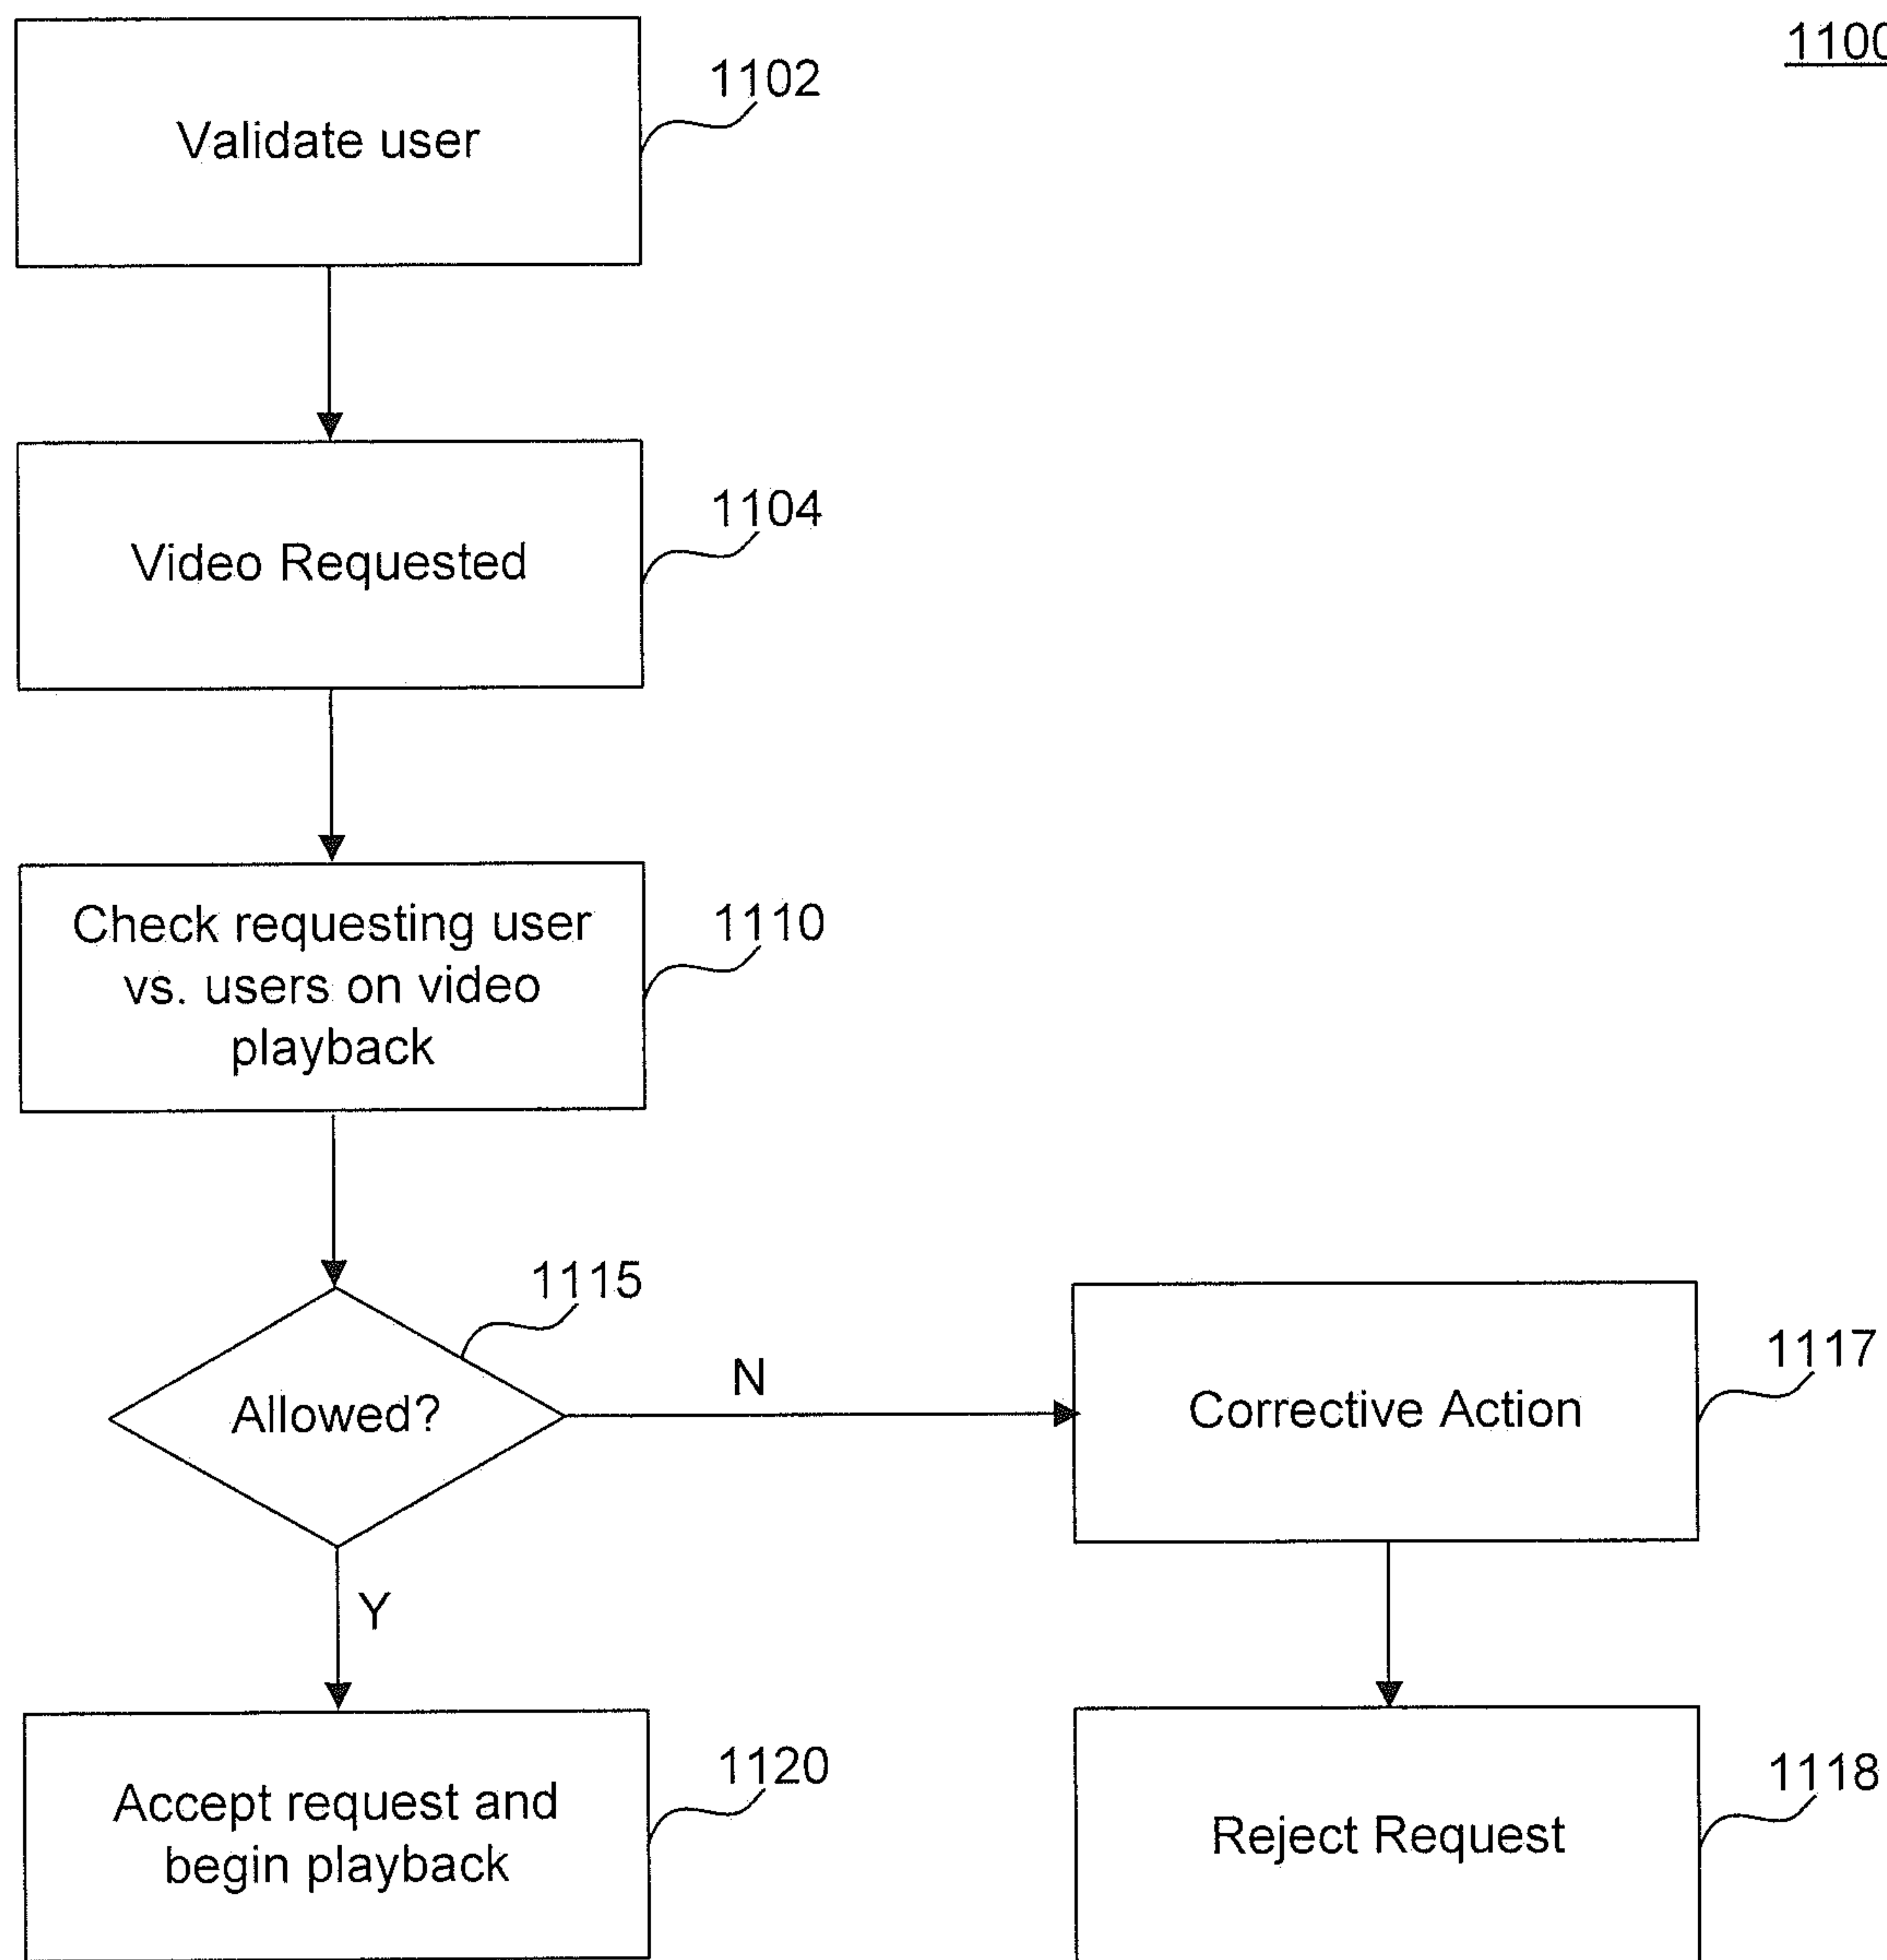 1100
Validate user
1102
Video Requested
1104
Check requesting user
vs. users on video
playback
1110
Allowed?
1115
N
Y
Corrective Action
1117
Accept request and
begin playback
1120
Reject Request
1118